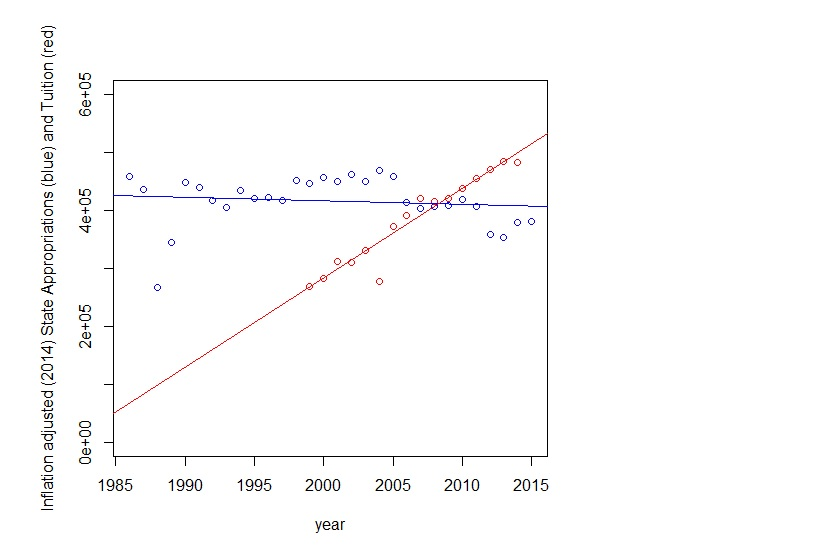 Inflation adjusted (2014) State Appropriations (blue) and Tuition (red)
6e+05
4e+05
2e+05
0e+00
1985 1990 1995 2000 2005 2010 2015
year